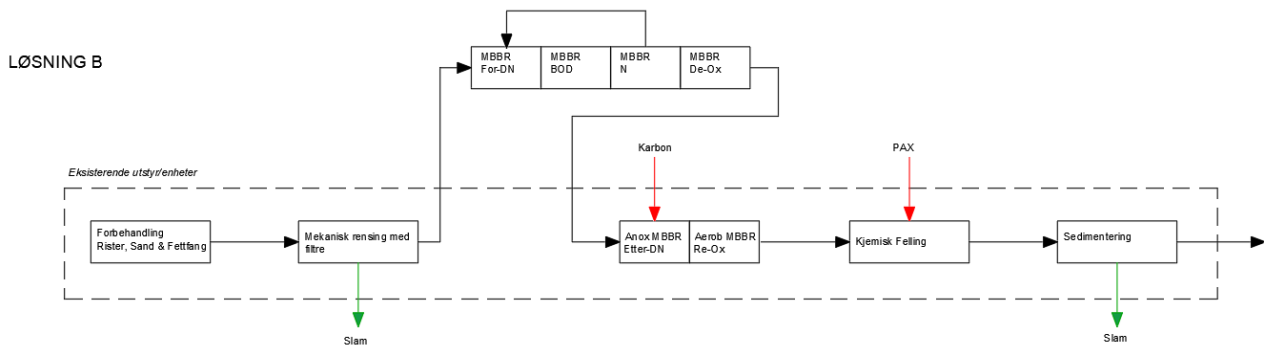 LØSNING B
MBBR
For-DN
MBBR
BOD
MBBR
N
MBBR
De-Ox
Karbon
PAX
Eksisterende utstyr/enheter
Forbehandling
Rister, Sand & Fettfang
Mekanisk rensing med
filtre
Anox MBBR
Etter-DN
Aerob MBBR
Re-Ox
Kjemisk Felling
Sedimentering
Slam
Slam